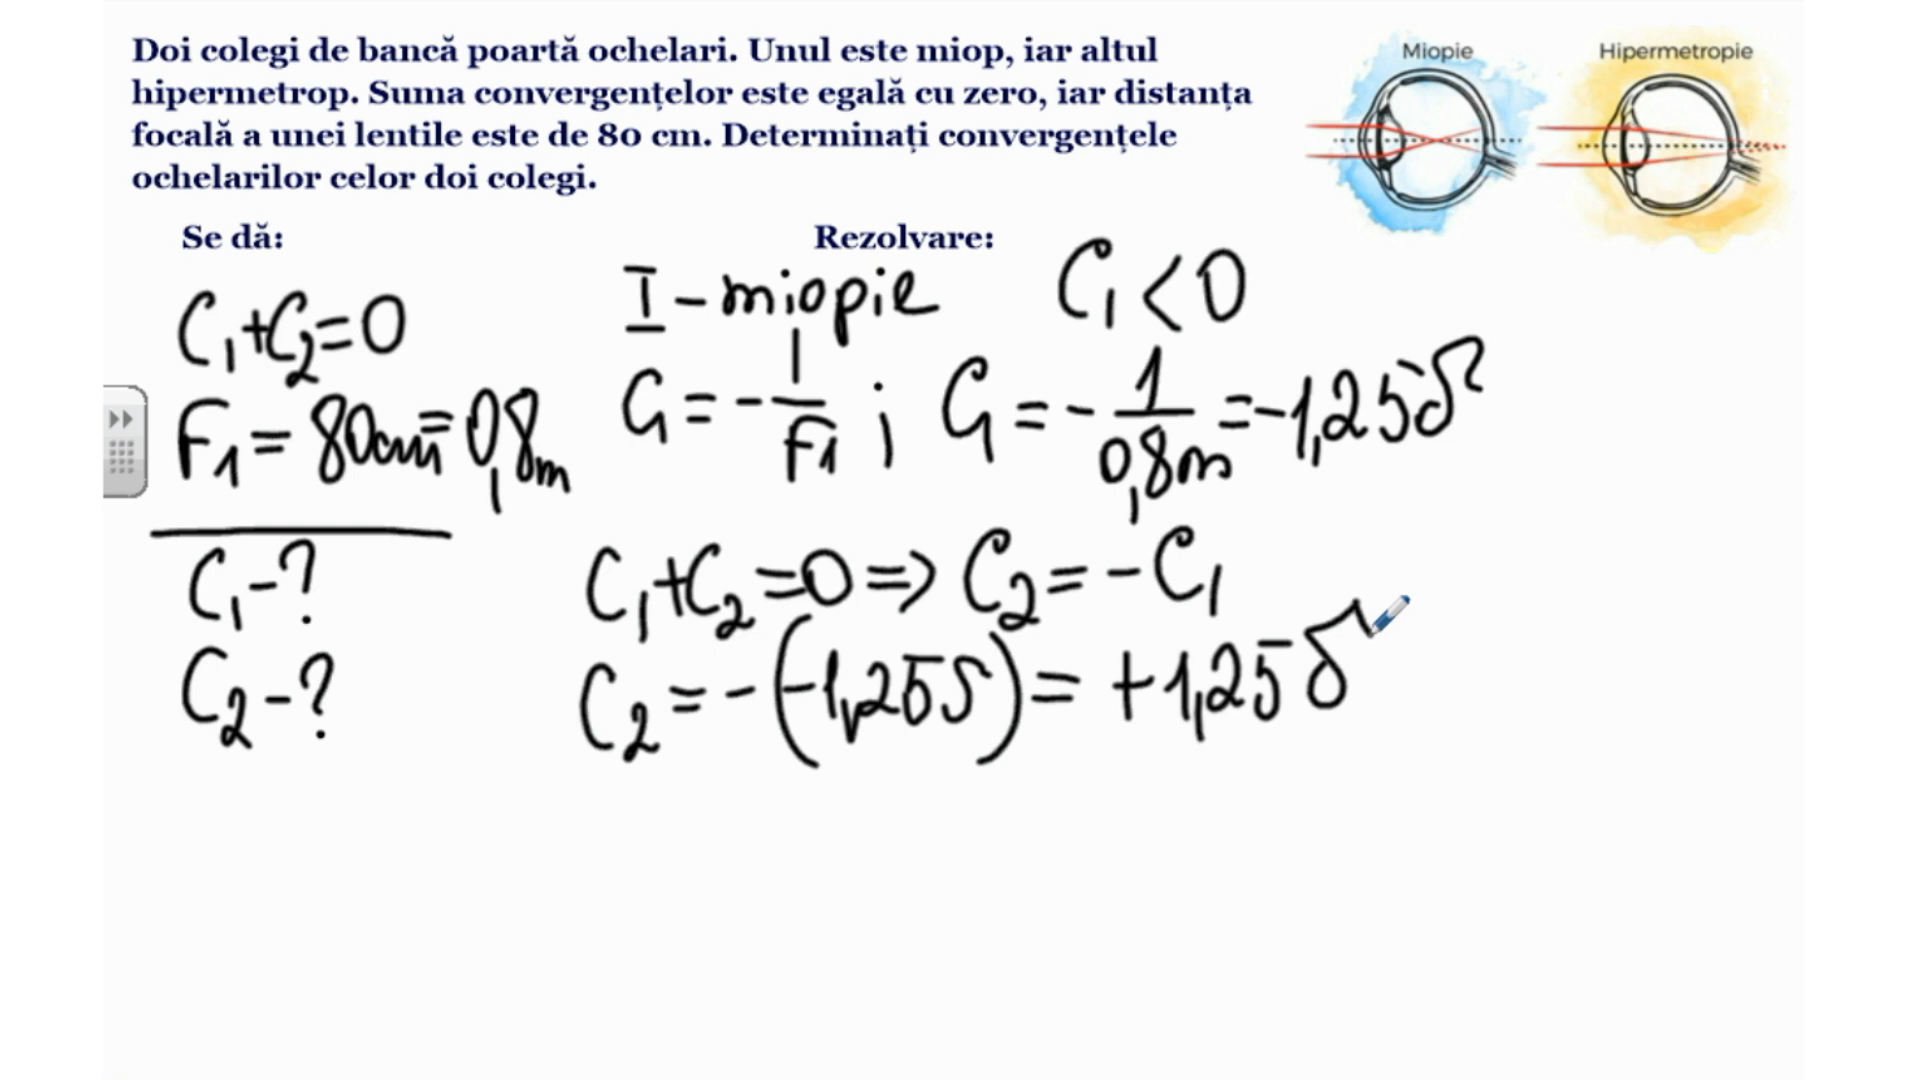 Doi colegi de bancă poartă ochelari. Unul este miop, iar altul
hipermetrop. Suma convergențelor este egală cu zero, iar distanța
focală a unei lentile este de 80 cm. Determinați convergențele
ochelarilor celor doi colegi.
Miopie
Hipermetropie
Se dă:
C₁+C₂=0
F₁=80cm=0,8m
C₁-?
C₂-?
Rezolvare:
I-miopie C₁<0
C₁=-1/F₁; C₁=-1/0,8m=-1,25δ
C₁+C₂=0=>C₂=-C₁
C₂=-(-1,25δ)=+1,25δ